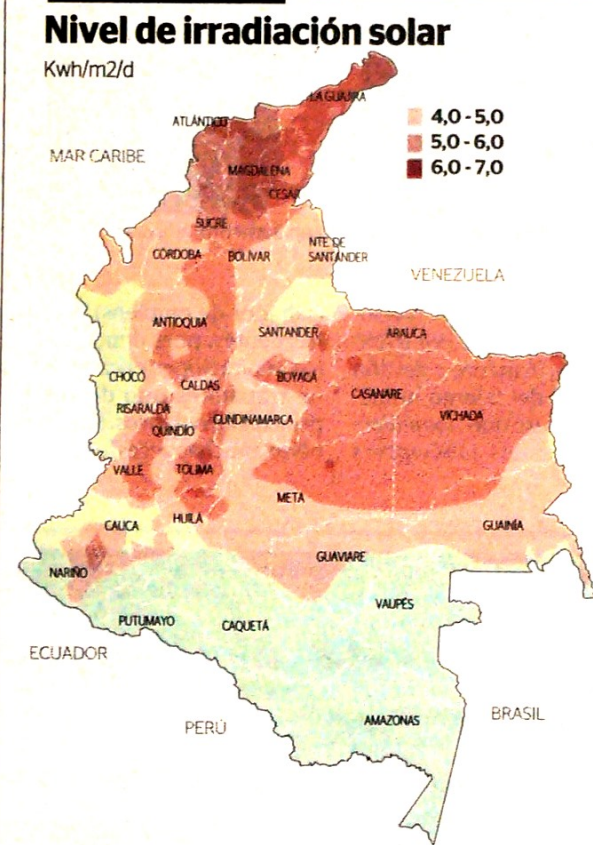 Nivel de irradiación solar
Kwh/m2/d
4,0 - 5,0
5,0 - 6,0
6,0 - 7,0
LA GUAJIRA
ATLÁNTICO
MAR CARIBE
MAGDALENA
CESAR
SUCRE
NTE DE
SANTANDER
CÓRDOBA
BOLÍVAR
VENEZUELA
ANTIOQUIA
SANTANDER
ARAUCA
CHOCÓ
CALDAS
BOYACÁ
CASANARE
RISARALDA
CUNDINAMARCA
VICHADA
QUINDÍO
VALLE
TOLIMA
META
CAUCA
HUILA
GUAINÍA
GUAVIARE
NARIÑO
VAUPÉS
PUTUMAYO
CAQUETÁ
ECUADOR
AMAZONAS
BRASIL
PERÚ